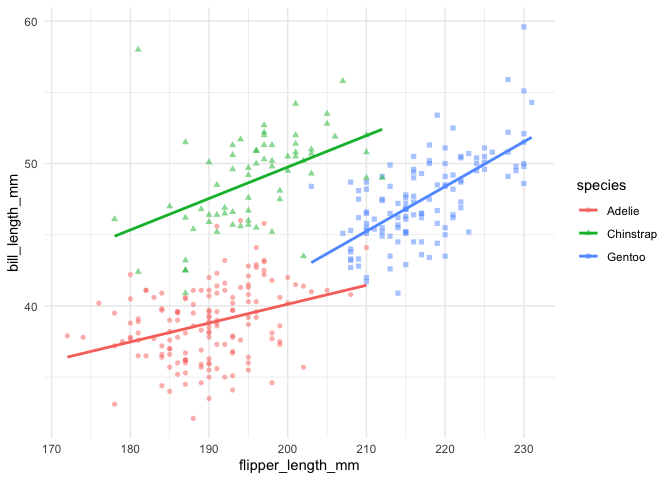 60
50
40
bill_length_mm
170 180 190 200 210 220 230
flipper_length_mm
species
Adelie
Chinstrap
Gentoo